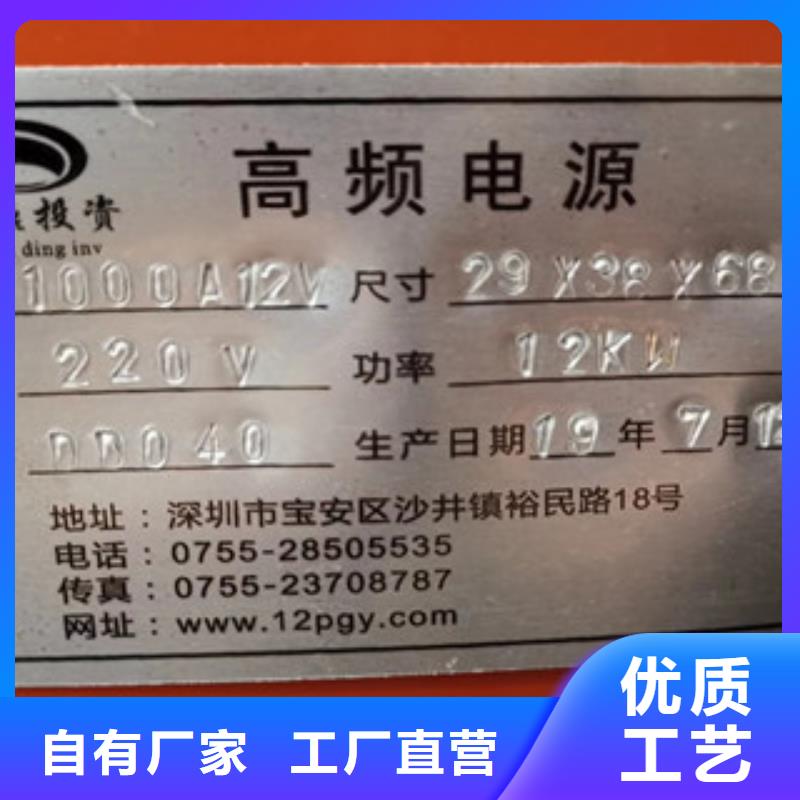 高频电源
投资
ding inv
1000A12V 尺寸 29X38X68
220V 功率 12KW
DD040 生产日期 19年7月
地址：深圳市宝安区沙井镇裕民路18号
电话：0755-28505535
传真：0755-23708787
网址：www.12pgy.com
优质
工艺
自有厂家 工厂直营